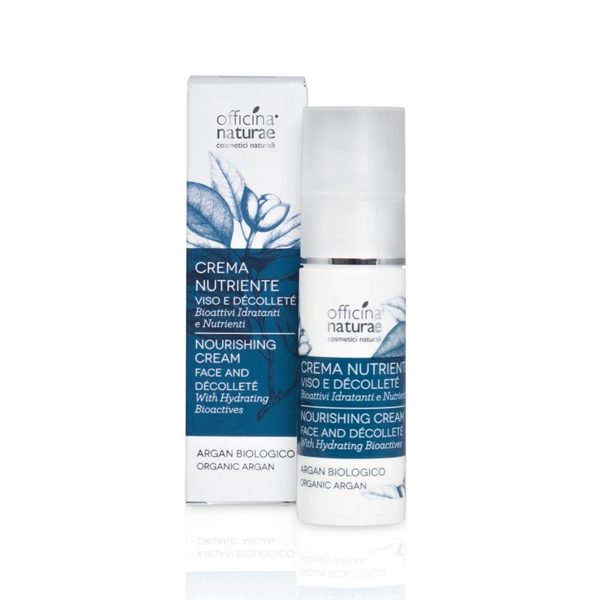 officina
naturae
cosmetici naturali
CREMA
NUTRIENTE
VISO E DÉCOLLETÉ
Bioattivi Idratanti
e Nutrienti
NOURISHING
CREAM
FACE AND
DÉCOLLETÉ
With Hydrating
Bioactives
ARGAN BIOLOGICO
ORGANIC ARGAN
officina
naturae
cosmetici naturali
CREMA NUTRIENTE
VISO E DÉCOLLETÉ
Bioattivi Idratanti e Nutrienti
NOURISHING CREAM
FACE AND DÉCOLLETÉ
With Hydrating Bioactives
ARGAN BIOLOGICO
ORGANIC ARGAN